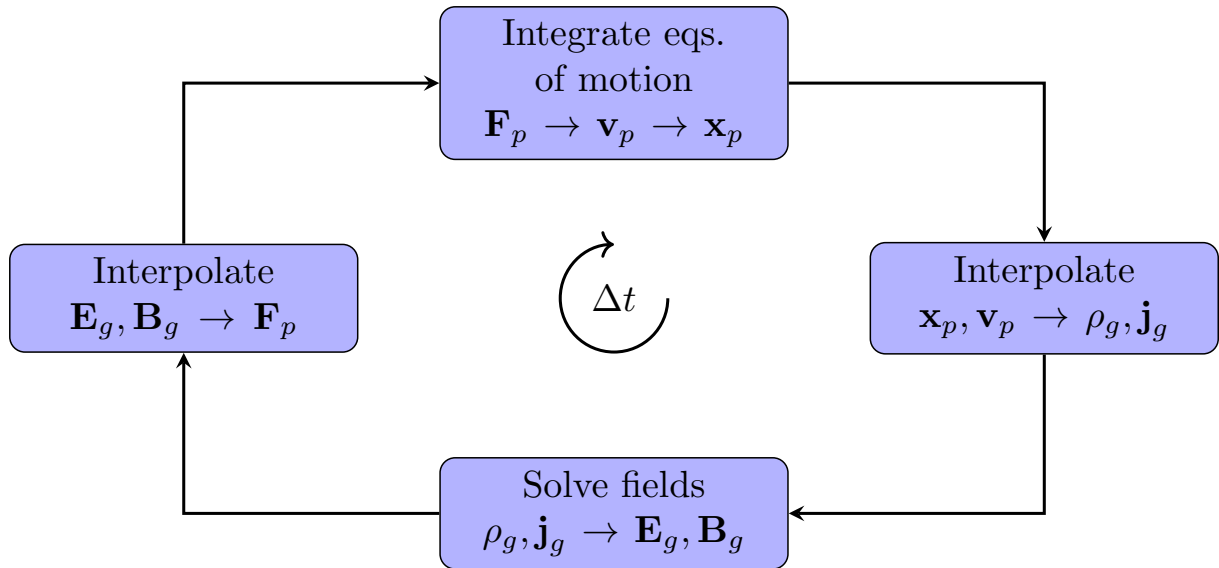 Integrate eqs.
of motion
𝐅ₚ → 𝐯ₚ → 𝐱ₚ
Interpolate
𝐄_g, 𝐁_g → 𝐅ₚ
Δt
Interpolate
𝐱ₚ, 𝐯ₚ → ρ_g, 𝐣_g
Solve fields
ρ_g, 𝐣_g → 𝐄_g, 𝐁_g